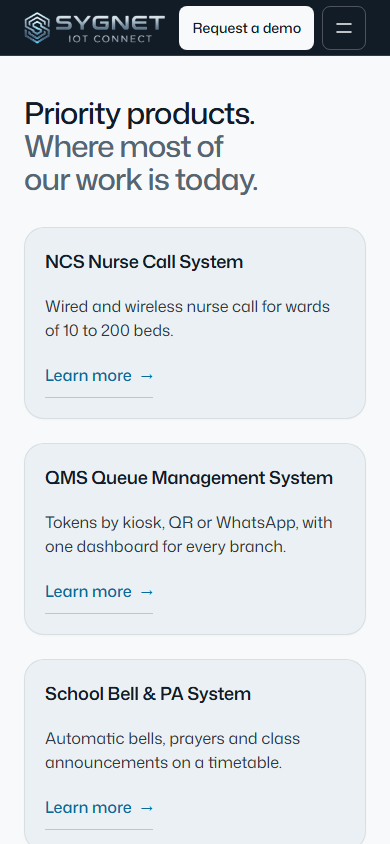 SYGNET
IOT CONNECT
Request a demo
Priority products.
Where most of
our work is today.
NCS Nurse Call System
Wired and wireless nurse call for wards
of 10 to 200 beds.
Learn more →
QMS Queue Management System
Tokens by kiosk, QR or WhatsApp, with
one dashboard for every branch.
Learn more →
School Bell & PA System
Automatic bells, prayers and class
announcements on a timetable.
Learn more →